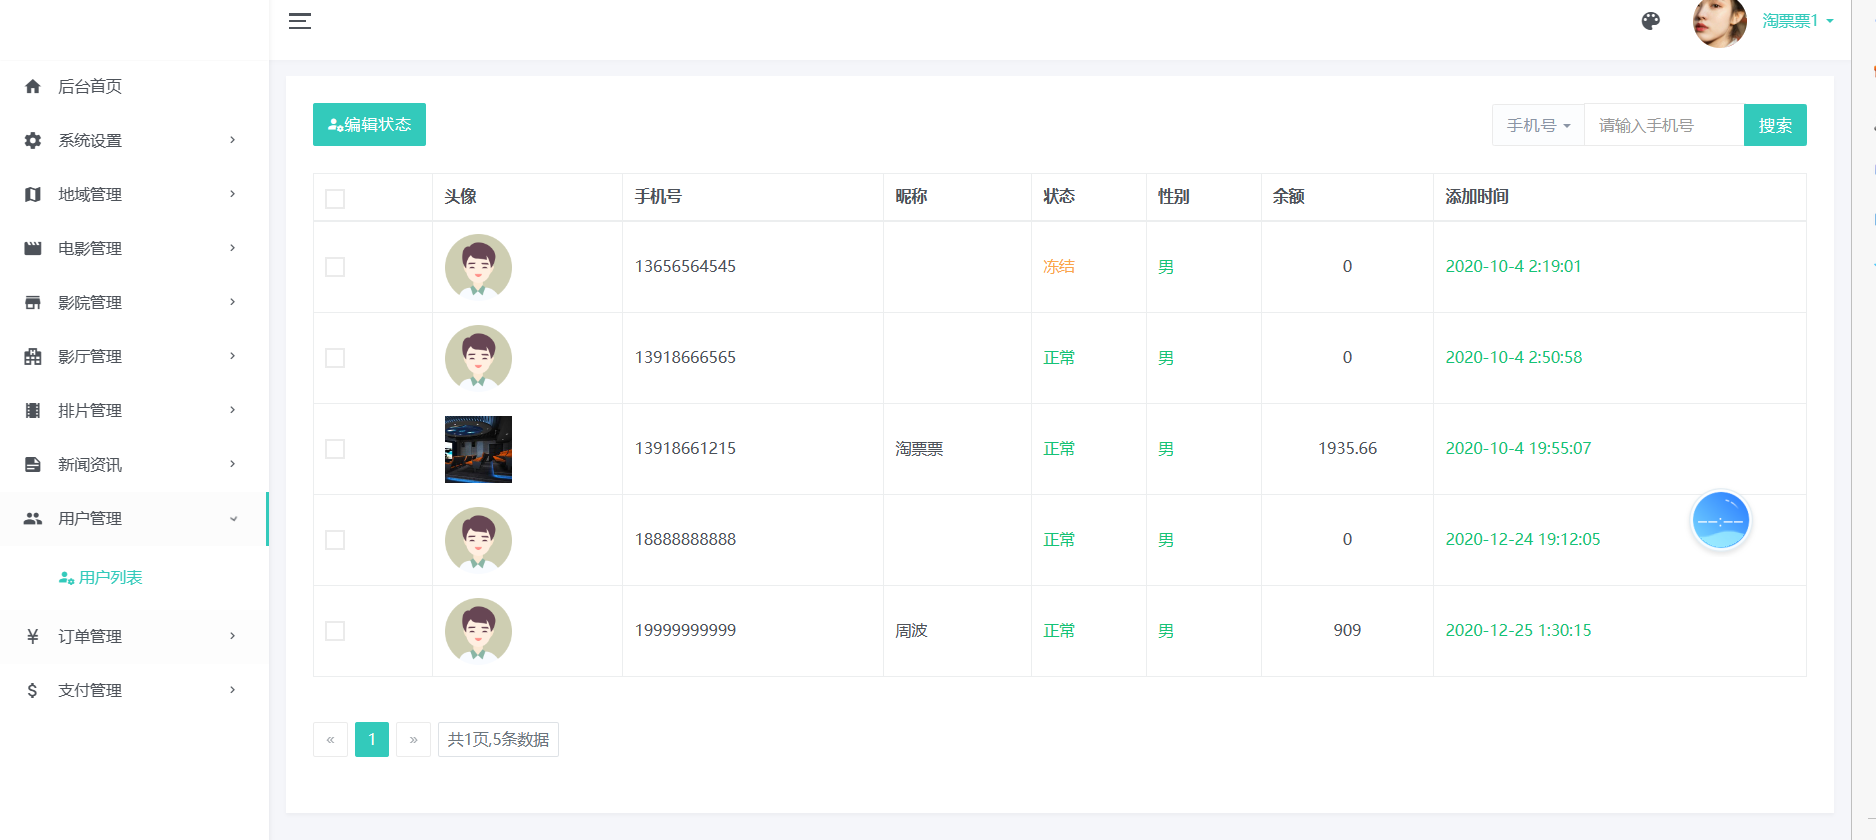 淘票票1
后台首页
系统设置
地域管理
电影管理
影院管理
影厅管理
排片管理
新闻资讯
用户管理
用户列表
订单管理
支付管理
编辑状态
手机号 请输入手机号 搜索
头像 手机号 昵称 状态 性别 余额 添加时间
13656564545 冻结 男 0 2020-10-4 2:19:01
13918666565 正常 男 0 2020-10-4 2:50:58
13918661215 淘票票 正常 男 1935.66 2020-10-4 19:55:07
18888888888 正常 男 0 2020-12-24 19:12:05
19999999999 周波 正常 男 909 2020-12-25 1:30:15
--:--
« 1 » 共1页,5条数据